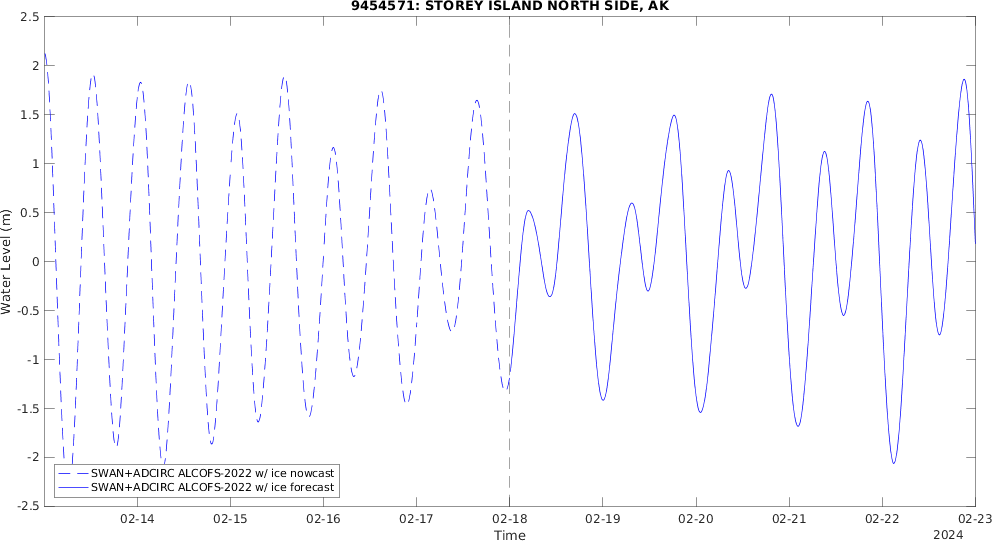 9454571: STOREY ISLAND NORTH SIDE, AK
2.5
2
1.5
1
0.5
0
-0.5
-1
-1.5
-2
-2.5
Water Level (m)
SWAN+ADCIRC ALCOFS-2022 w/ ice nowcast
SWAN+ADCIRC ALCOFS-2022 w/ ice forecast
02-14 02-15 02-16 02-17 02-18 02-19 02-20 02-21 02-22 02-23
Time
2024